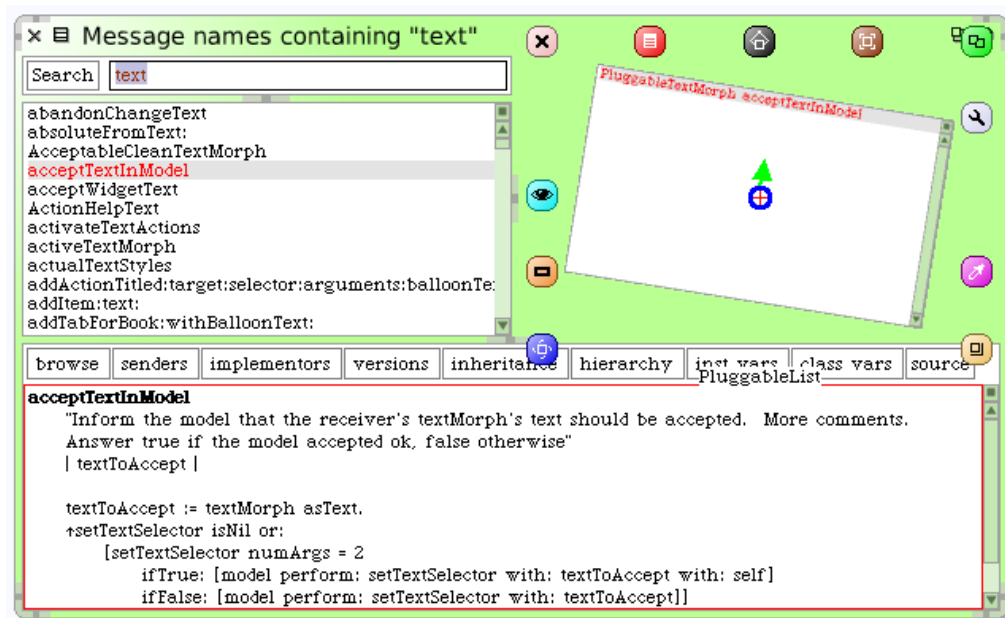 Message names containing "text"
Search text
abandonChangeText
absoluteFromText:
AcceptableCleanTextMorph
acceptTextInModel
acceptWidgetText
ActionHelpText
activateTextActions
activeTextMorph
actualTextStyles
addActionTitled:target:selector:arguments:balloonTe
addItem:text:
addTabForBook:withBalloonText:
PluggableTextMorph acceptTextInModel
browse senders implementors versions inheritance hierarchy inst vars class vars source
PluggableList
acceptTextInModel
"Inform the model that the receiver's textMorph's text should be accepted. More comments.
Answer true if the model accepted ok, false otherwise"
| textToAccept |
textToAccept := textMorph asText.
↑setTextSelector isNil or:
[setTextSelector numArgs = 2
ifTrue: [model perform: setTextSelector with: textToAccept with: self]
ifFalse: [model perform: setTextSelector with: textToAccept]]